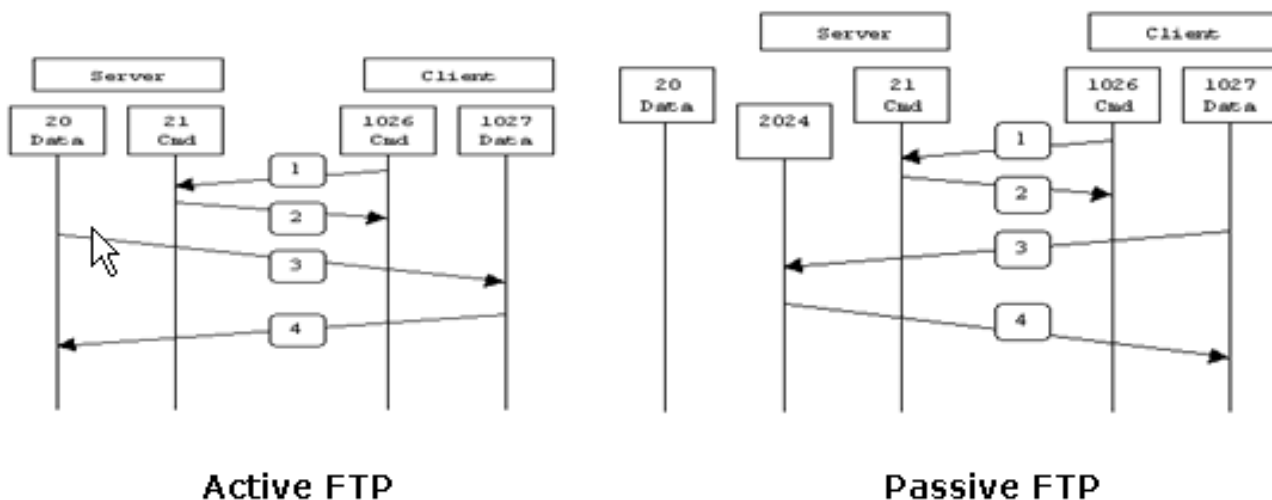 Server
Client
20
Data
21
Cmd
1026
Cmd
1027
Data
1
2
3
4
Active FTP
Server
Client
20
Data
2024
21
Cmd
1026
Cmd
1027
Data
1
2
3
4
Passive FTP